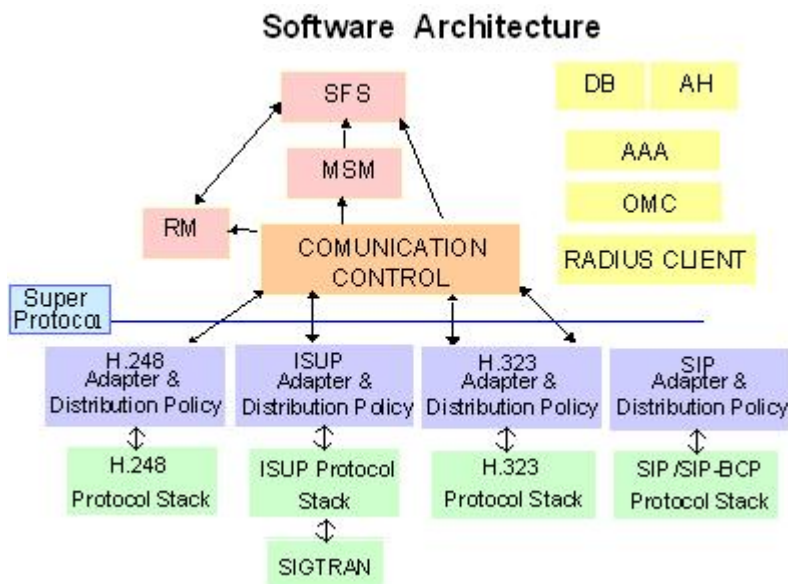 Software Architecture
SFS
DB
AH
MSM
AAA
RM
OMC
COMUNICATION
CONTROL
RADIUS CLIENT
Super
Protocol
H.248
Adapter &
Distribution Policy
ISUP
Adapter &
Distribution Policy
H.323
Adapter &
Distribution Policy
SIP
Adapter &
Distribution Policy
H.248
Protocol Stack
ISUP Protocol
Stack
H.323
Protocol Stack
SIP/SIP-BCP
Protocol Stack
SIGTRAN